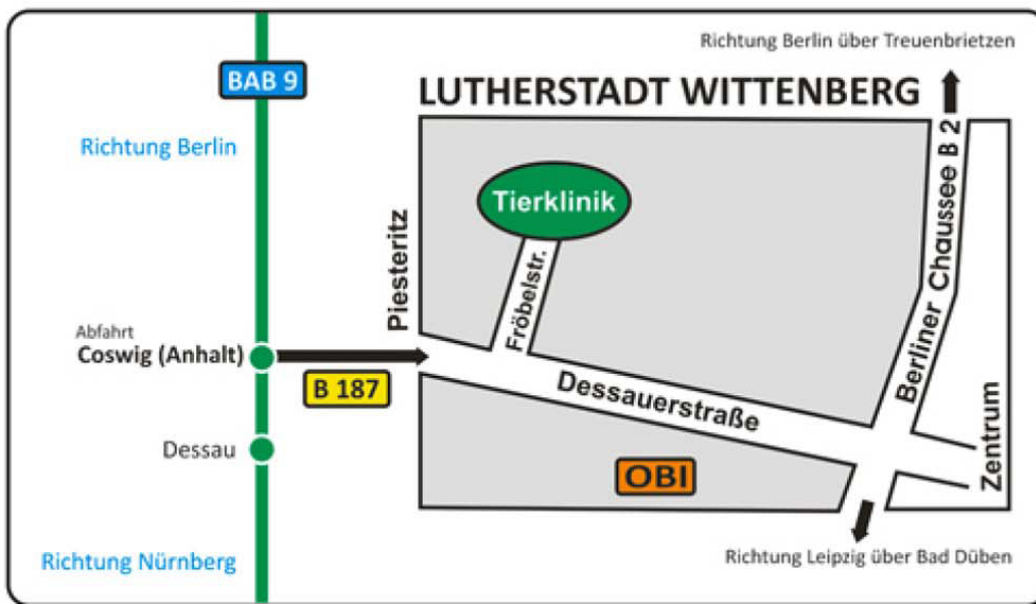 Richtung Berlin über Treuenbrietzen
BAB 9
LUTHERSTADT WITTENBERG
Richtung Berlin
Tierklinik
Piesteritz
Fröbelstr.
Berliner Chaussee B 2
Abfahrt
Coswig (Anhalt)
B 187
Dessauerstraße
Dessau
OBI
Zentrum
Richtung Nürnberg
Richtung Leipzig über Bad Düben